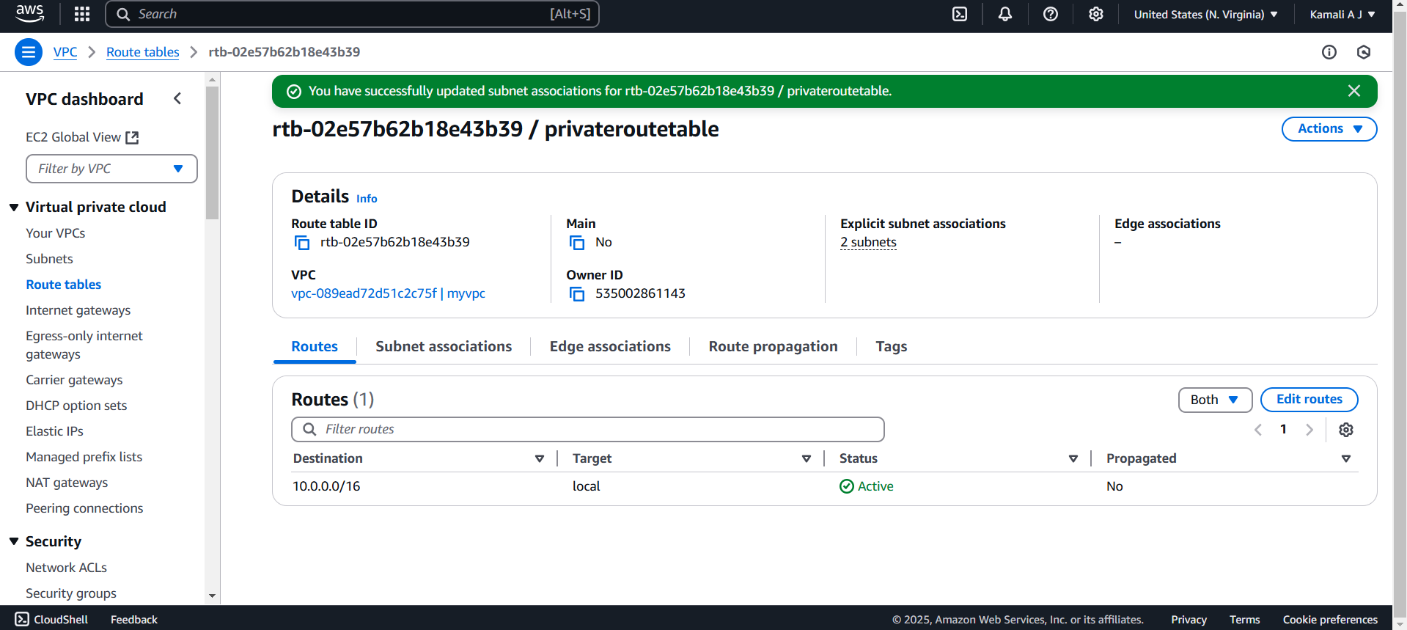 aws
Search
[Alt+S]
United States (N. Virginia)
Kamali A J
VPC
Route tables
rtb-02e57b62b18e43b39
VPC dashboard
EC2 Global View
Filter by VPC
Virtual private cloud
Your VPCs
Subnets
Route tables
Internet gateways
Egress-only internet
gateways
Carrier gateways
DHCP option sets
Elastic IPs
Managed prefix lists
NAT gateways
Peering connections
Security
Network ACLs
Security groups
You have successfully updated subnet associations for rtb-02e57b62b18e43b39 / privateroutetable.
rtb-02e57b62b18e43b39 / privateroutetable
Actions
Details Info
Route table ID
rtb-02e57b62b18e43b39
VPC
vpc-089ead72d51c2c75f | myvpc
Main
No
Owner ID
535002861143
Explicit subnet associations
2 subnets
Edge associations
–
Routes
Subnet associations
Edge associations
Route propagation
Tags
Routes (1)
Both
Edit routes
Filter routes
1
Destination
Target
Status
Propagated
10.0.0.0/16
local
Active
No
CloudShell
Feedback
© 2025, Amazon Web Services, Inc. or its affiliates.
Privacy
Terms
Cookie preferences